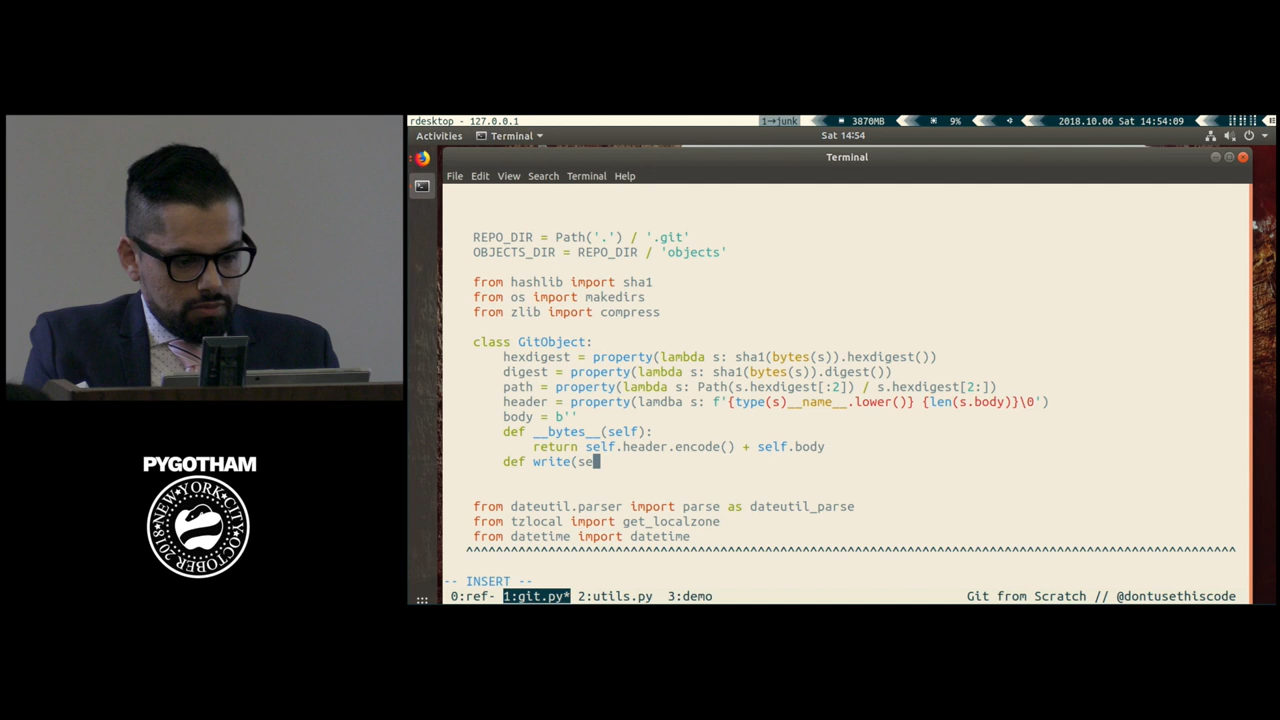 rdesktop - 127.0.0.1
1→junk
3870MB
9%
2018.10.06 Sat 14:54:09
Activities
Terminal
Sat 14:54
Terminal
File Edit View Search Terminal Help
REPO_DIR = Path('.') / '.git'
OBJECTS_DIR = REPO_DIR / 'objects'
from hashlib import sha1
from os import makedirs
from zlib import compress
class GitObject:
hexdigest = property(lambda s: sha1(bytes(s)).hexdigest())
digest = property(lambda s: sha1(bytes(s)).digest())
path = property(lambda s: Path(s.hexdigest[:2]) / s.hexdigest[2:])
header = property(lamdba s: f'{type(s)__name__.lower()} {len(s.body)}\0')
body = b''
def __bytes__(self):
return self.header.encode() + self.body
def write(se
from dateutil.parser import parse as dateutil_parse
from tzlocal import get_localzone
from datetime import datetime
^^^^^^^^^^^^^^^^^^^^^^^^^^^^^^^^^^^^^^^^^^^^^^^^^^^^^^^^^^^^^^^^^^^^^^^^^^^^^^^^^^^^^^^^^^^^^^^^^^^^^^^
-- INSERT --
0:ref- 1:git.py* 2:utils.py 3:demo
Git from Scratch // @dontusethiscode
PYGOTHAM
NEW YORK CITY OCTOBER 2018